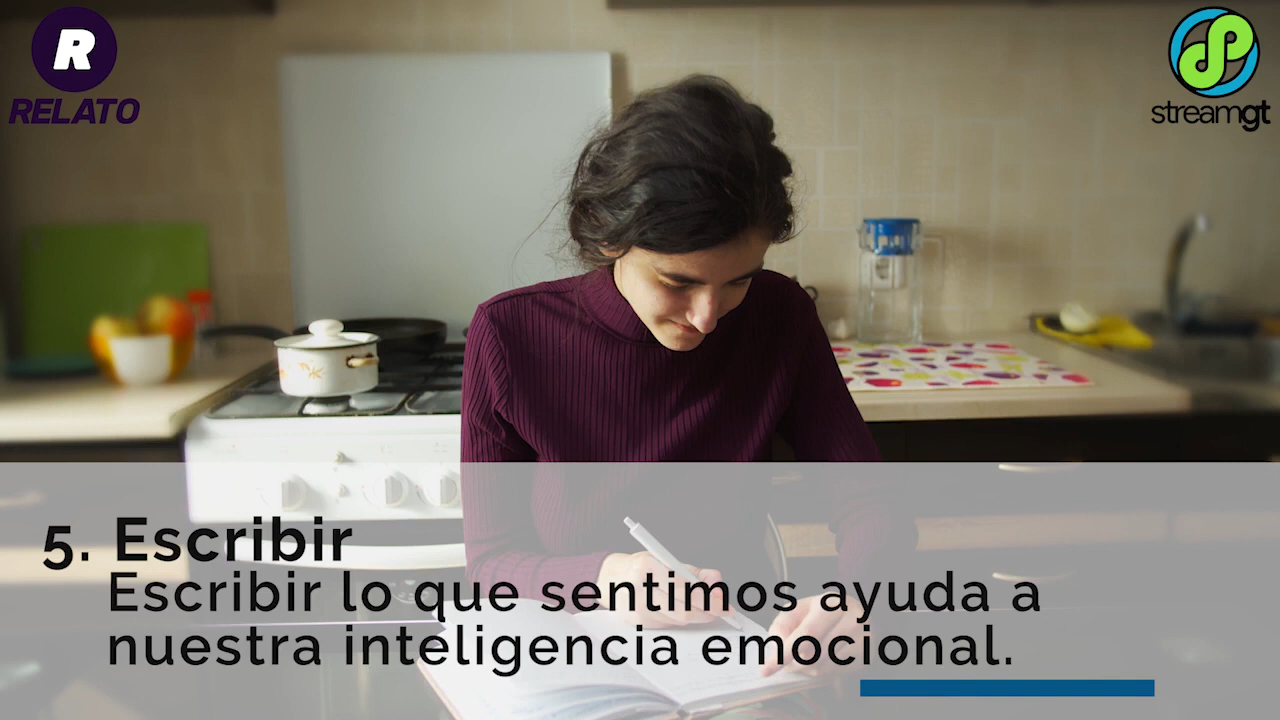 R
RELATO
streamgt
5. Escribir
Escribir lo que sentimos ayuda a
nuestra inteligencia emocional.